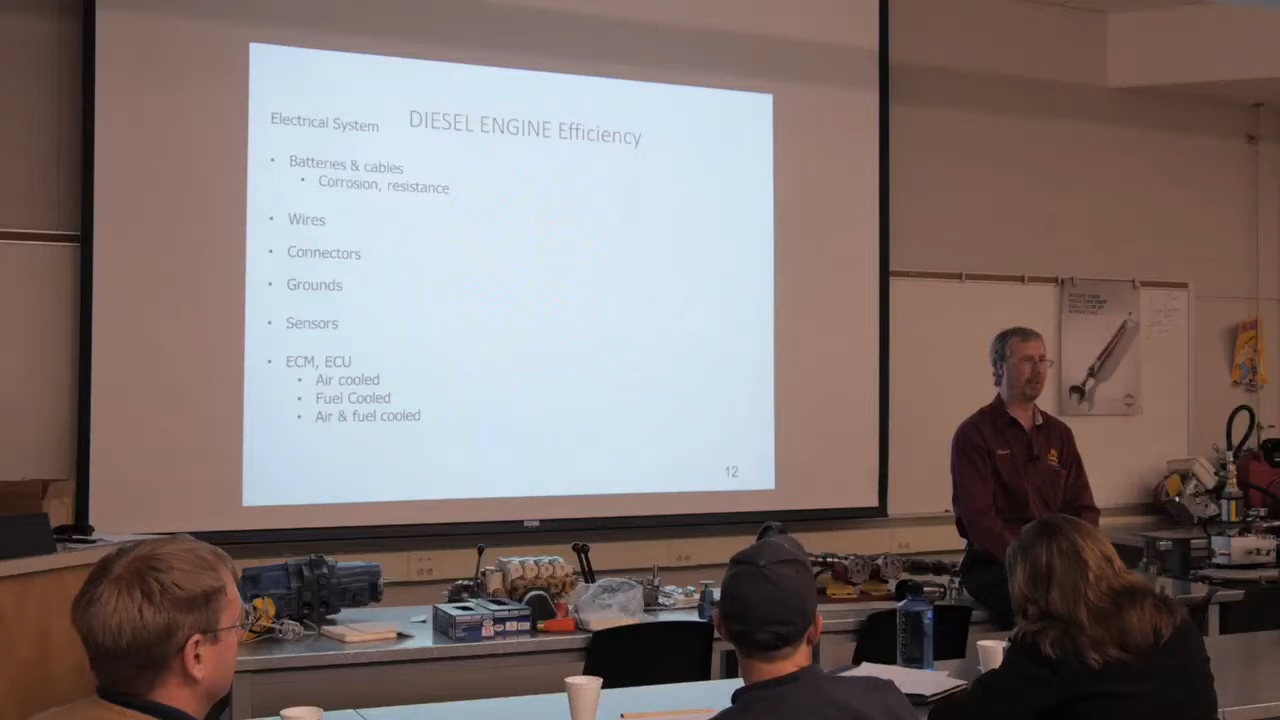 DIESEL ENGINE Efficiency
Electrical System
• Batteries & cables
• Corrosion, resistance
• Wires
• Connectors
• Grounds
• Sensors
• ECM, ECU
• Air cooled
• Fuel Cooled
• Air & fuel cooled
12